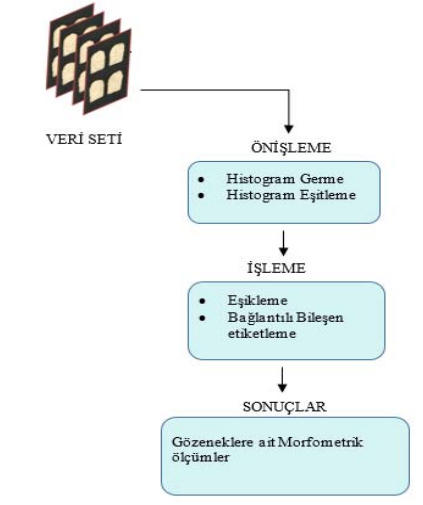 VERİ SETİ
ÖNİŞLEME
• Histogram Germe
• Histogram Eşitleme
İŞLEME
• Eşikleme
• Bağlantılı Bileşen
etiketleme
SONUÇLAR
Gözeneklere ait Morfometrik
ölçümler